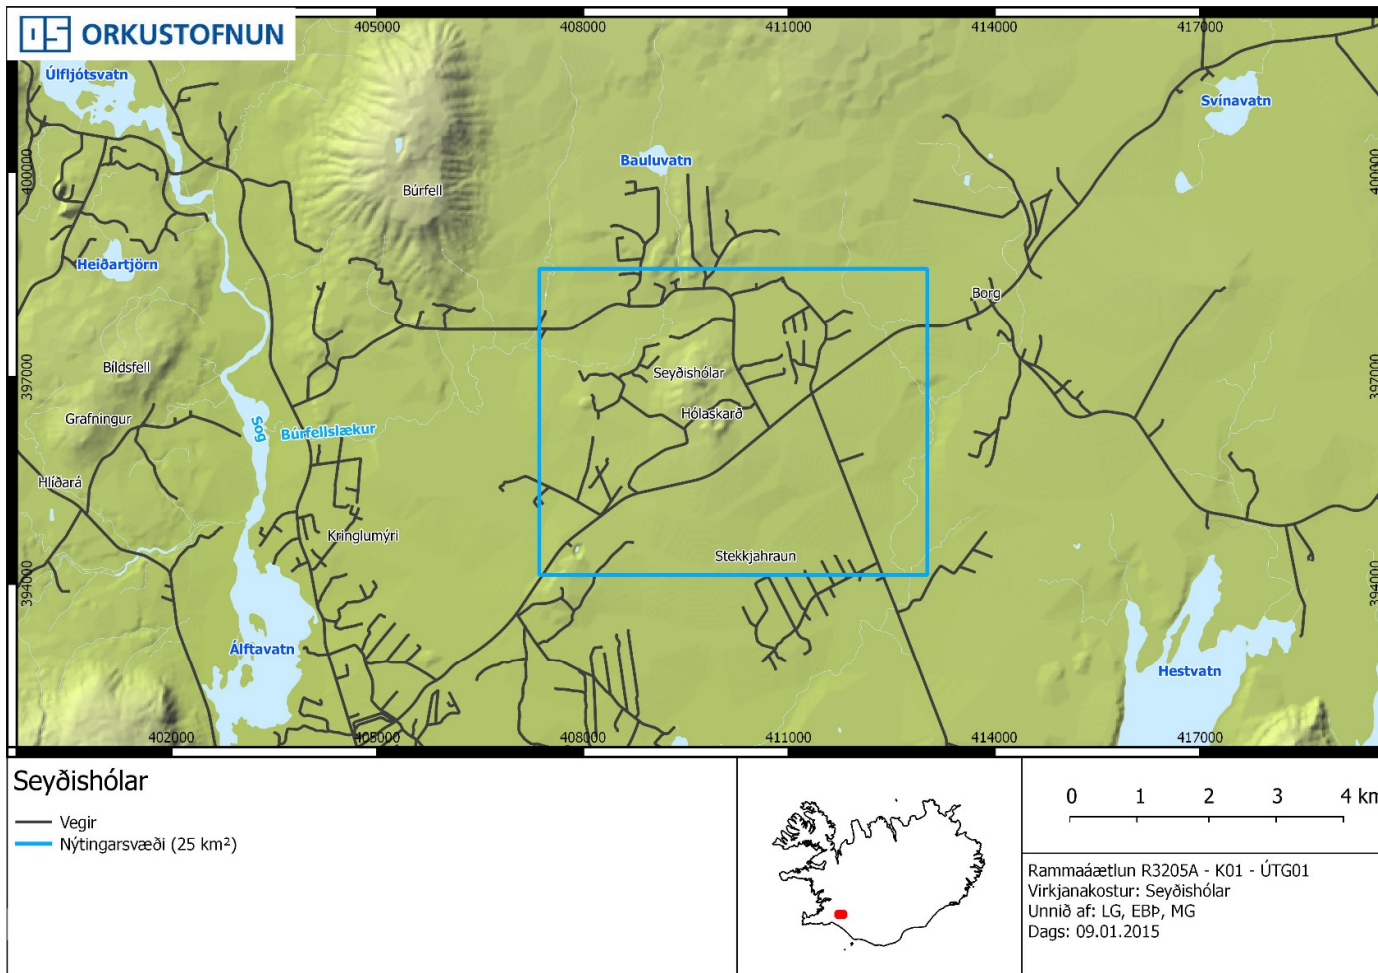 OS ORKUSTOFNUN
405000 408000 411000 414000 417000
Úlfljótsvatn
Svínavatn
Bauluvatn
400000 400000
Búrfell
Heiðartjörn
Borg
Bíldsfell
Seyðishólar
397000 397000
Grafningur
Hólaskarð
Sog
Búrfellslækur
Hlíðará
Kringlumýri
Stekkjahraun
394000 394000
Álftavatn
Hestvatn
402000 405000 408000 411000 414000 417000
Seyðishólar
Vegir
Nýtingarsvæði (25 km²)
0 1 2 3 4 km
Rammaáætlun R3205A - K01 - ÚTG01
Virkjanakostur: Seyðishólar
Unnið af: LG, EBÞ, MG
Dags: 09.01.2015